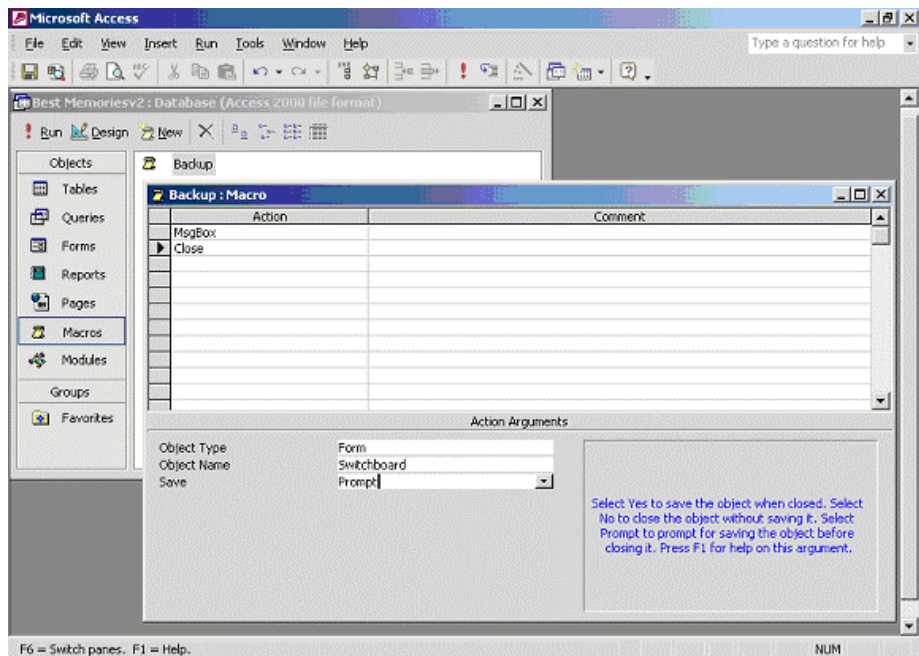 Microsoft Access
File Edit View Insert Run Tools Window Help
Type a question for help
Best Memoriesv2 : Database (Access 2000 file format)
Run Design New
Objects
Backup
Tables
Queries
Forms
Reports
Pages
Macros
Modules
Groups
Favorites
Backup : Macro
Action Comment
MsgBox
Close
Action Arguments
Object Type Form
Object Name Switchboard
Save Prompt
Select Yes to save the object when closed. Select
No to close the object without saving it. Select
Prompt to prompt for saving the object before
closing it. Press F1 for help on this argument.
F6 = Switch panes. F1 = Help.
NUM